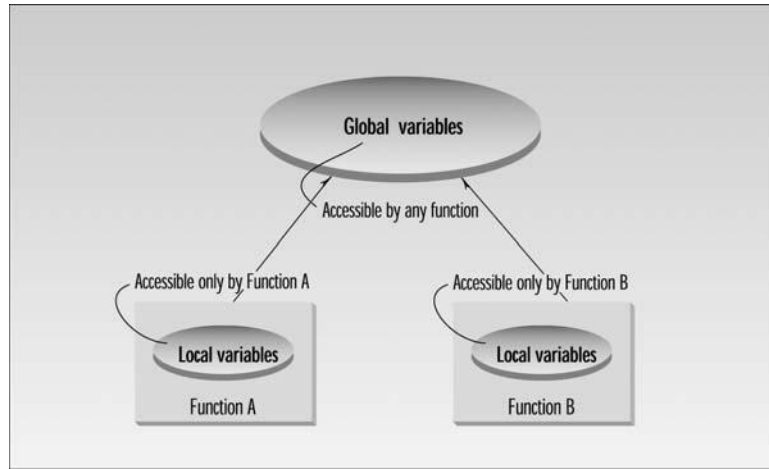 Global variables
Accessible by any function
Accessible only by Function A
Accessible only by Function B
Local variables
Local variables
Function A
Function B